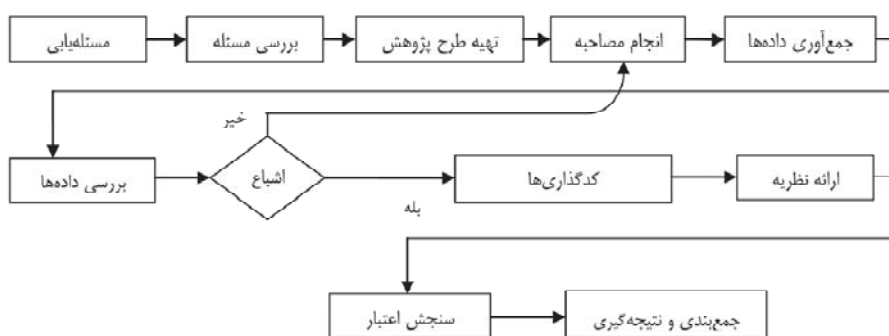 مسئله‌یابی
بررسی مسئله
تهیه طرح پژوهش
انجام مصاحبه
جمع‌آوری داده‌ها
خیر
بررسی داده‌ها
اشباع
بله
کدگذاری‌ها
ارائه نظریه
سنجش اعتبار
جمع‌بندی و نتیجه‌گیری